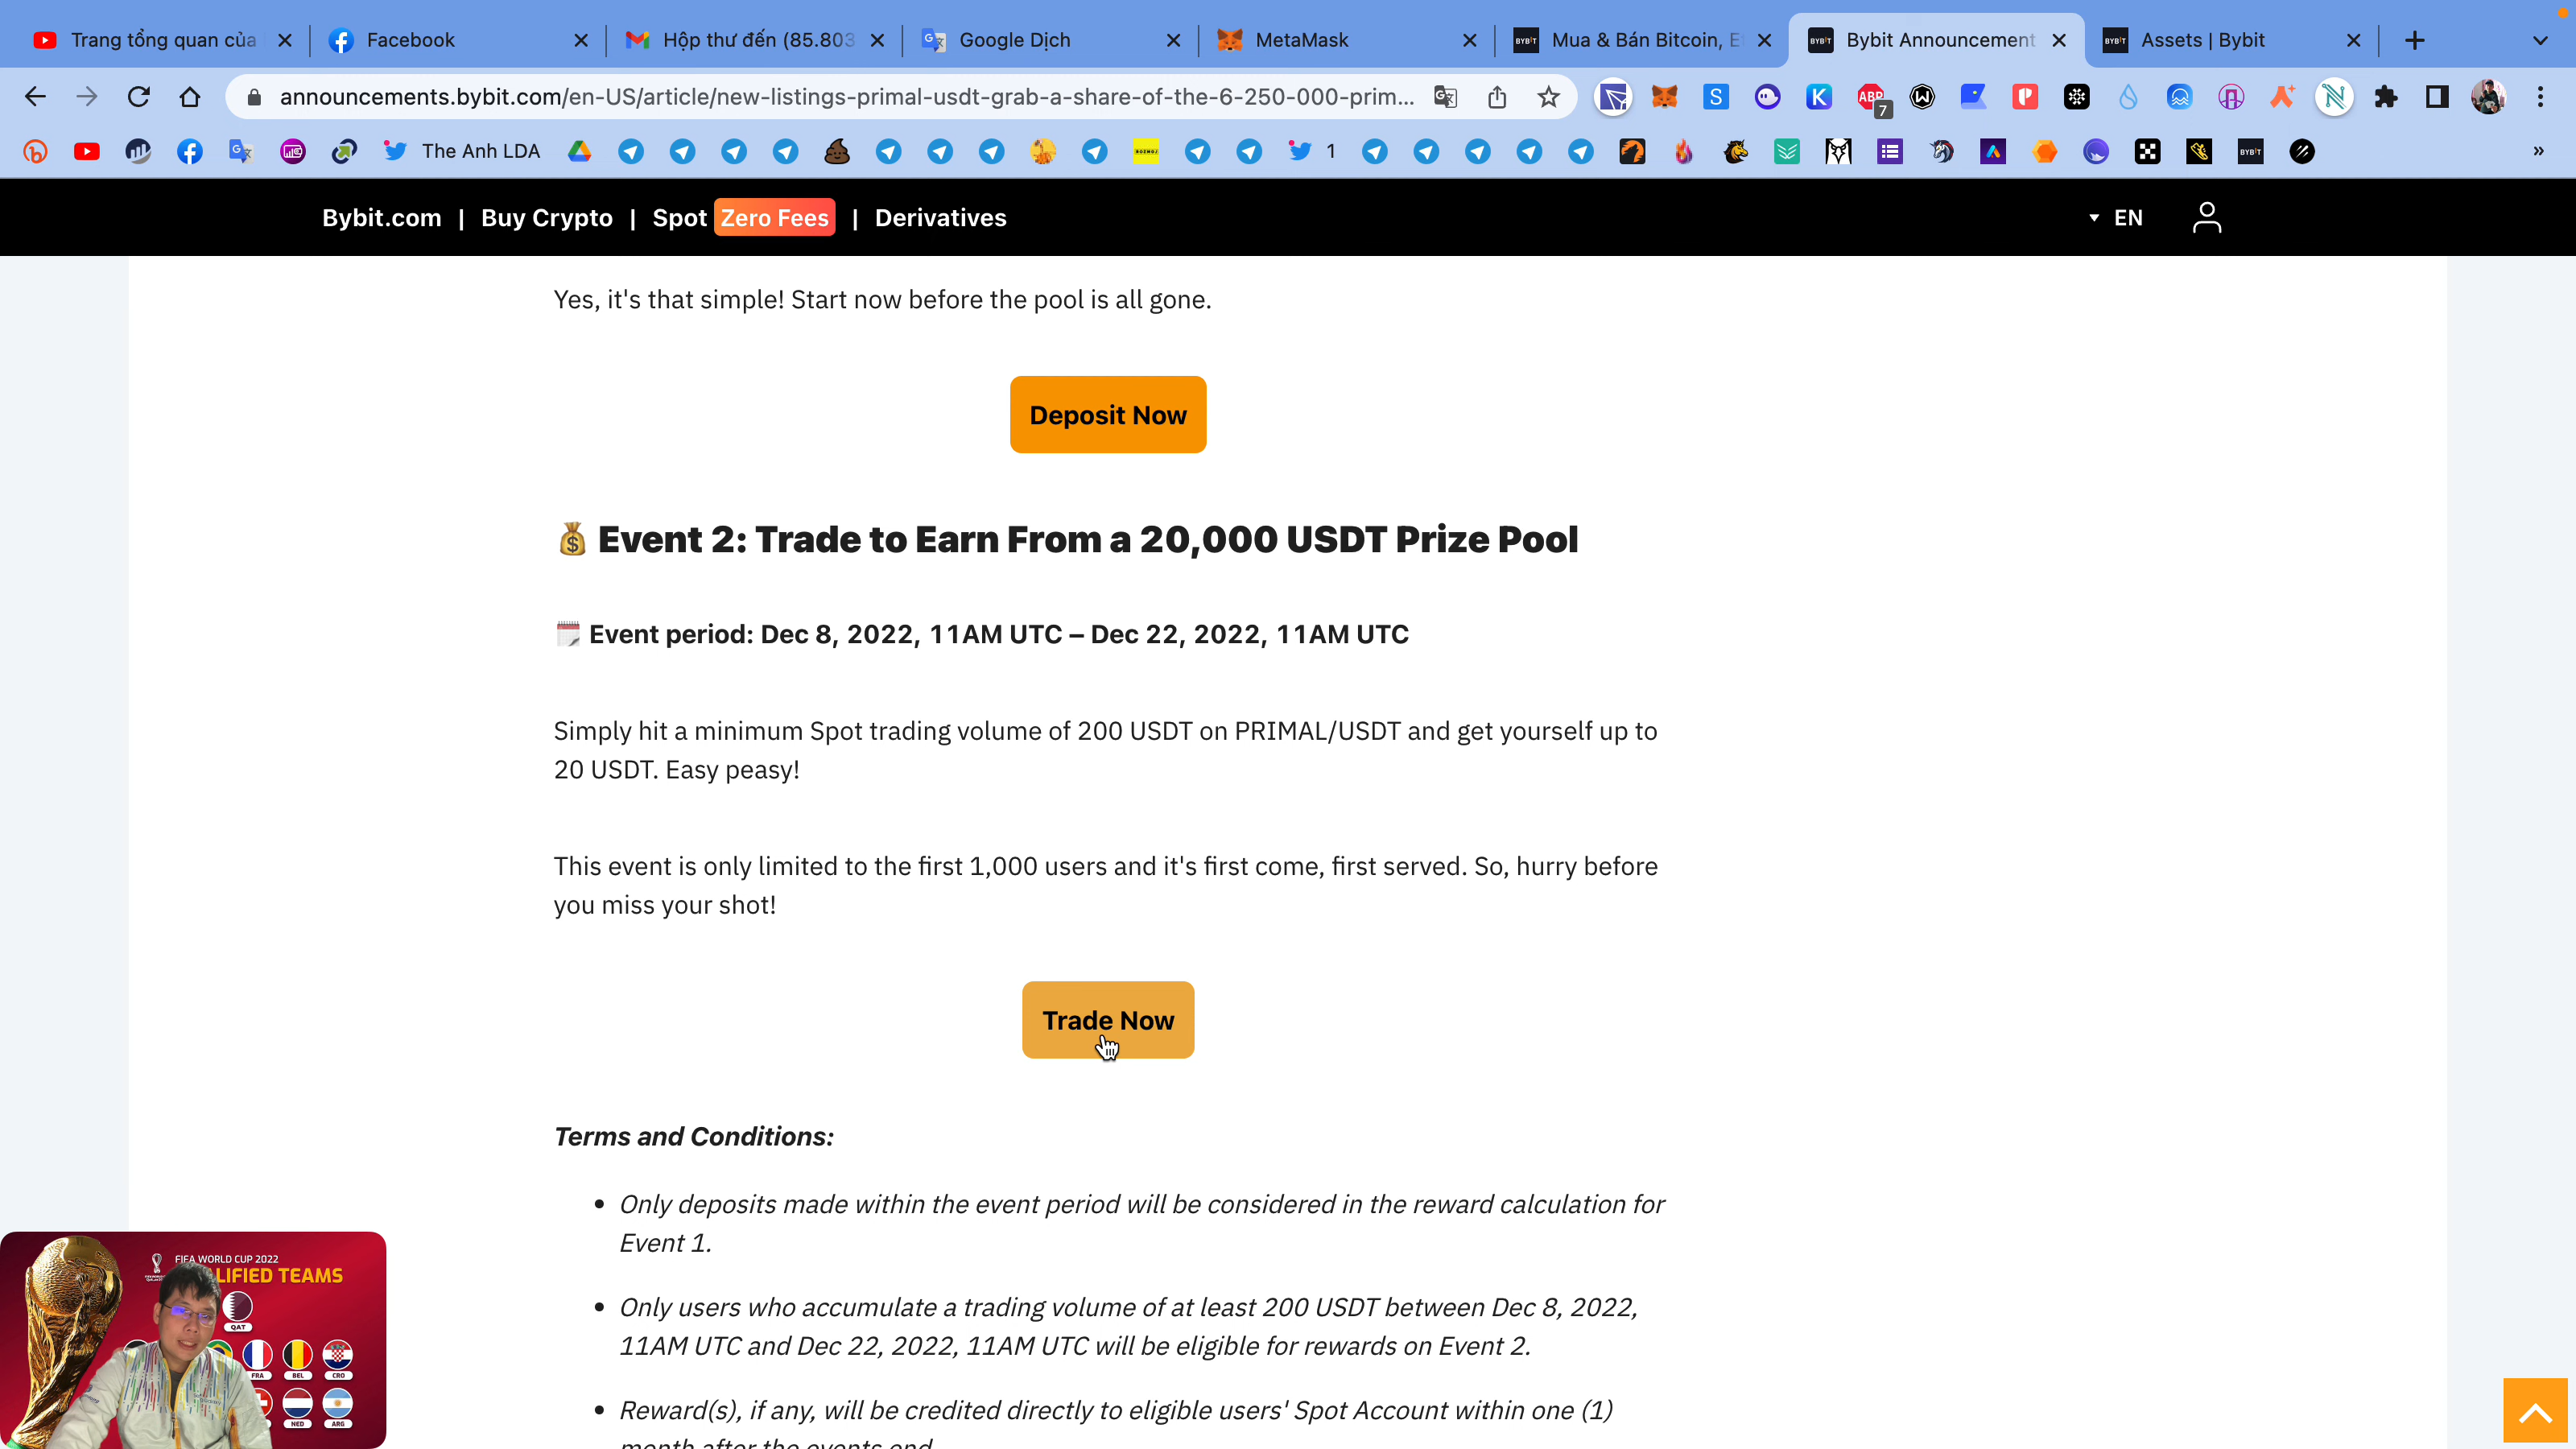 Trang tổng quan của
Facebook
Hộp thư đến (85.803
Google Dịch
MetaMask
Mua & Bán Bitcoin, E
Bybit Announcement
Assets | Bybit
announcements.bybit.com/en-US/article/new-listings-primal-usdt-grab-a-share-of-the-6-250-000-prim...
ABP
7
The Anh LDA
1
BYBIT
Bybit.com | Buy Crypto | Spot Zero Fees | Derivatives
EN
Yes, it's that simple! Start now before the pool is all gone.
Deposit Now
Event 2: Trade to Earn From a 20,000 USDT Prize Pool
Event period: Dec 8, 2022, 11AM UTC – Dec 22, 2022, 11AM UTC
Simply hit a minimum Spot trading volume of 200 USDT on PRIMAL/USDT and get yourself up to
20 USDT. Easy peasy!
This event is only limited to the first 1,000 users and it's first come, first served. So, hurry before
you miss your shot!
Trade Now
Terms and Conditions:
Only deposits made within the event period will be considered in the reward calculation for
Event 1.
Only users who accumulate a trading volume of at least 200 USDT between Dec 8, 2022,
11AM UTC and Dec 22, 2022, 11AM UTC will be eligible for rewards on Event 2.
Reward(s), if any, will be credited directly to eligible users' Spot Account within one (1)
month after the events end.
FIFA WORLD CUP 2022
LIFIED TEAMS
QAT
FRA BEL CRO
NED ARG